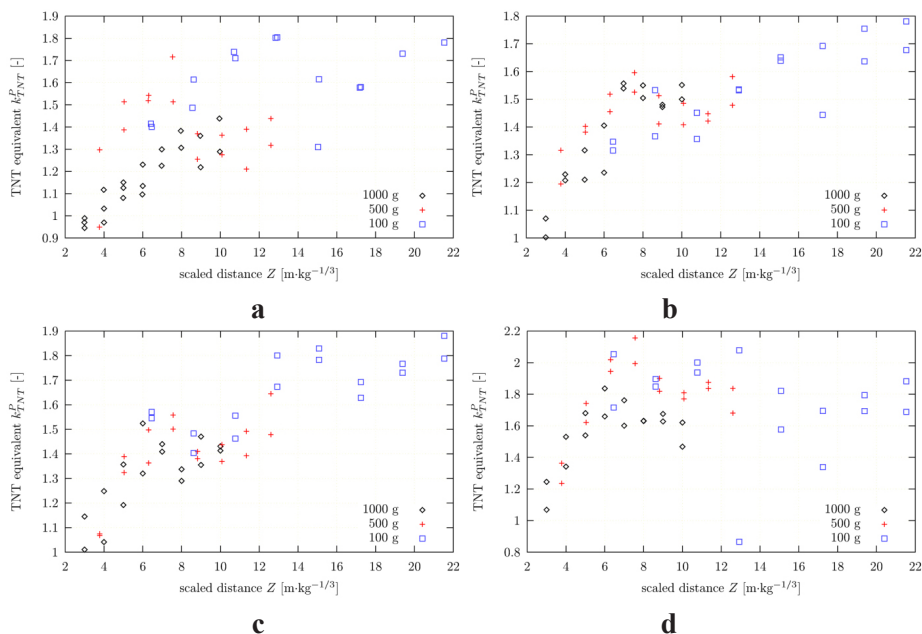 1.9
1.8
1.7
1.6
1.5
1.4
1.3
1.2
1.1
1
0.9
2 4 6 8 10 12 14 16 18 20 22
TNT equivalent k^P_TNT [-]
scaled distance Z [m·kg^−1/3]
1000 g
500 g
100 g
a
1.8
1.7
1.6
1.5
1.4
1.3
1.2
1.1
1
2 4 6 8 10 12 14 16 18 20 22
TNT equivalent k^P_TNT [-]
scaled distance Z [m·kg^−1/3]
1000 g
500 g
100 g
b
1.9
1.8
1.7
1.6
1.5
1.4
1.3
1.2
1.1
1
2 4 6 8 10 12 14 16 18 20 22
TNT equivalent k^P_TNT [-]
scaled distance Z [m·kg^−1/3]
1000 g
500 g
100 g
c
2.2
2
1.8
1.6
1.4
1.2
1
0.8
2 4 6 8 10 12 14 16 18 20 22
TNT equivalent k^P_TNT [-]
scaled distance Z [m·kg^−1/3]
1000 g
500 g
100 g
d